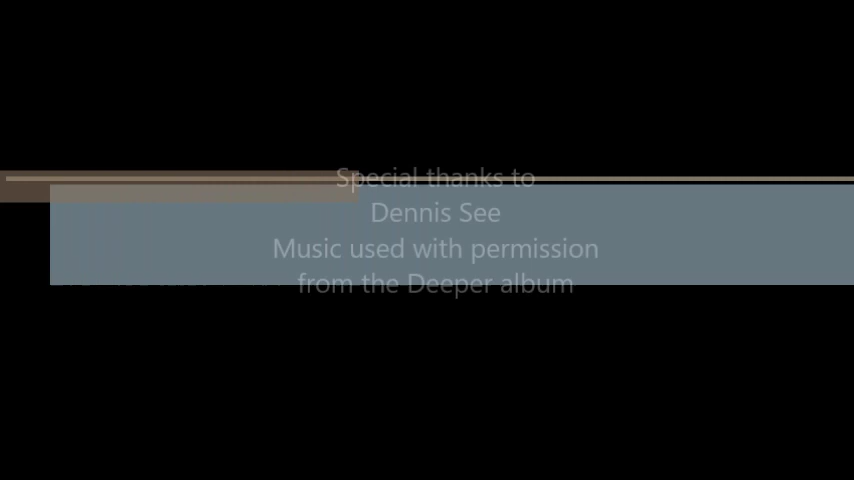 Special thanks to
Dennis See
Music used with permission
from the Deeper album